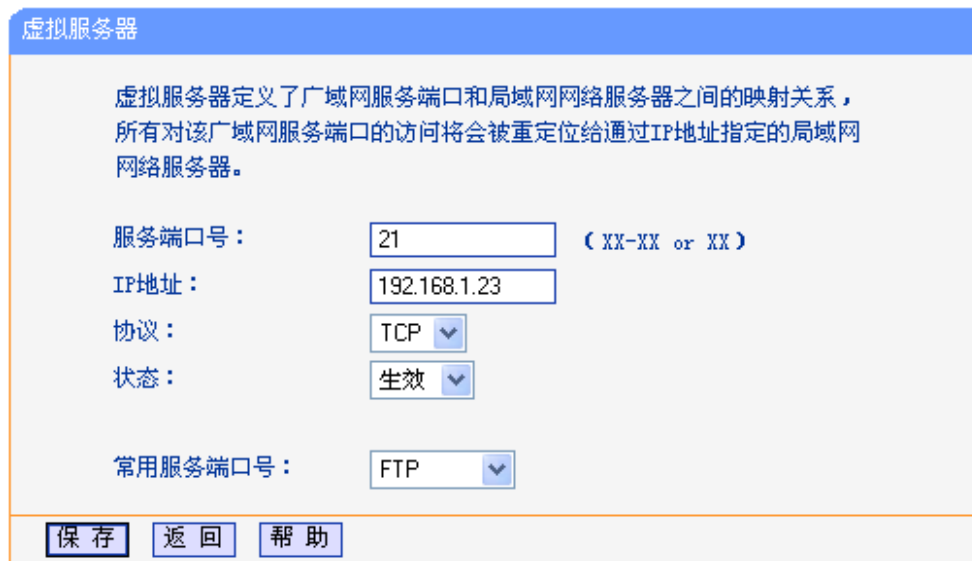 虚拟服务器
虚拟服务器定义了广域网服务端口和局域网网络服务器之间的映射关系，
所有对该广域网服务端口的访问将会被重定位给通过IP地址指定的局域网
网络服务器。
服务端口号： 21 （XX-XX or XX）
IP地址： 192.168.1.23
协议： TCP
状态： 生效
常用服务端口号： FTP
保 存 返 回 帮 助